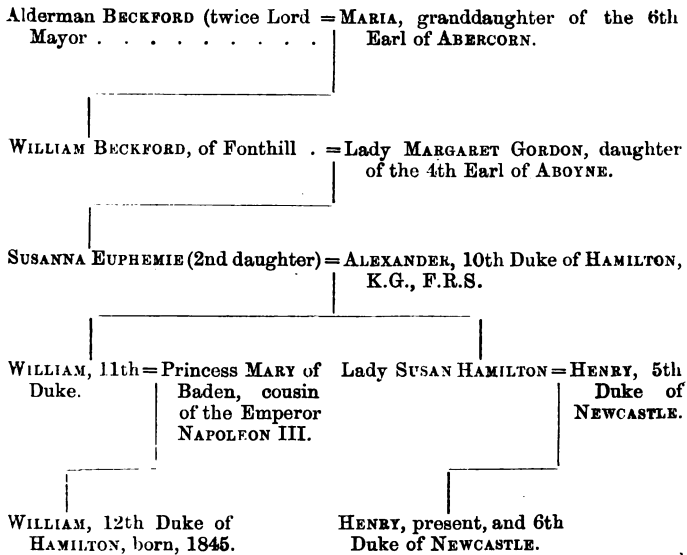 Alderman BECKFORD (twice Lord = MARIA, granddaughter of the 6th
Mayor . . . . . . . . . . Earl of ABERCORN.
WILLIAM BECKFORD, of Fonthill . = Lady MARGARET GORDON, daughter
of the 4th Earl of ABOYNE.
SUSANNA EUPHEMIE (2nd daughter) = ALEXANDER, 10th Duke of HAMILTON,
K.G., F.R.S.
WILLIAM, 11th = Princess MARY of
Duke. Baden, cousin
of the Emperor
NAPOLEON III.
Lady SUSAN HAMILTON = HENRY, 5th
Duke of
NEWCASTLE.
WILLIAM, 12th Duke of
HAMILTON, born, 1845.
HENRY, present, and 6th
Duke of NEWCASTLE.